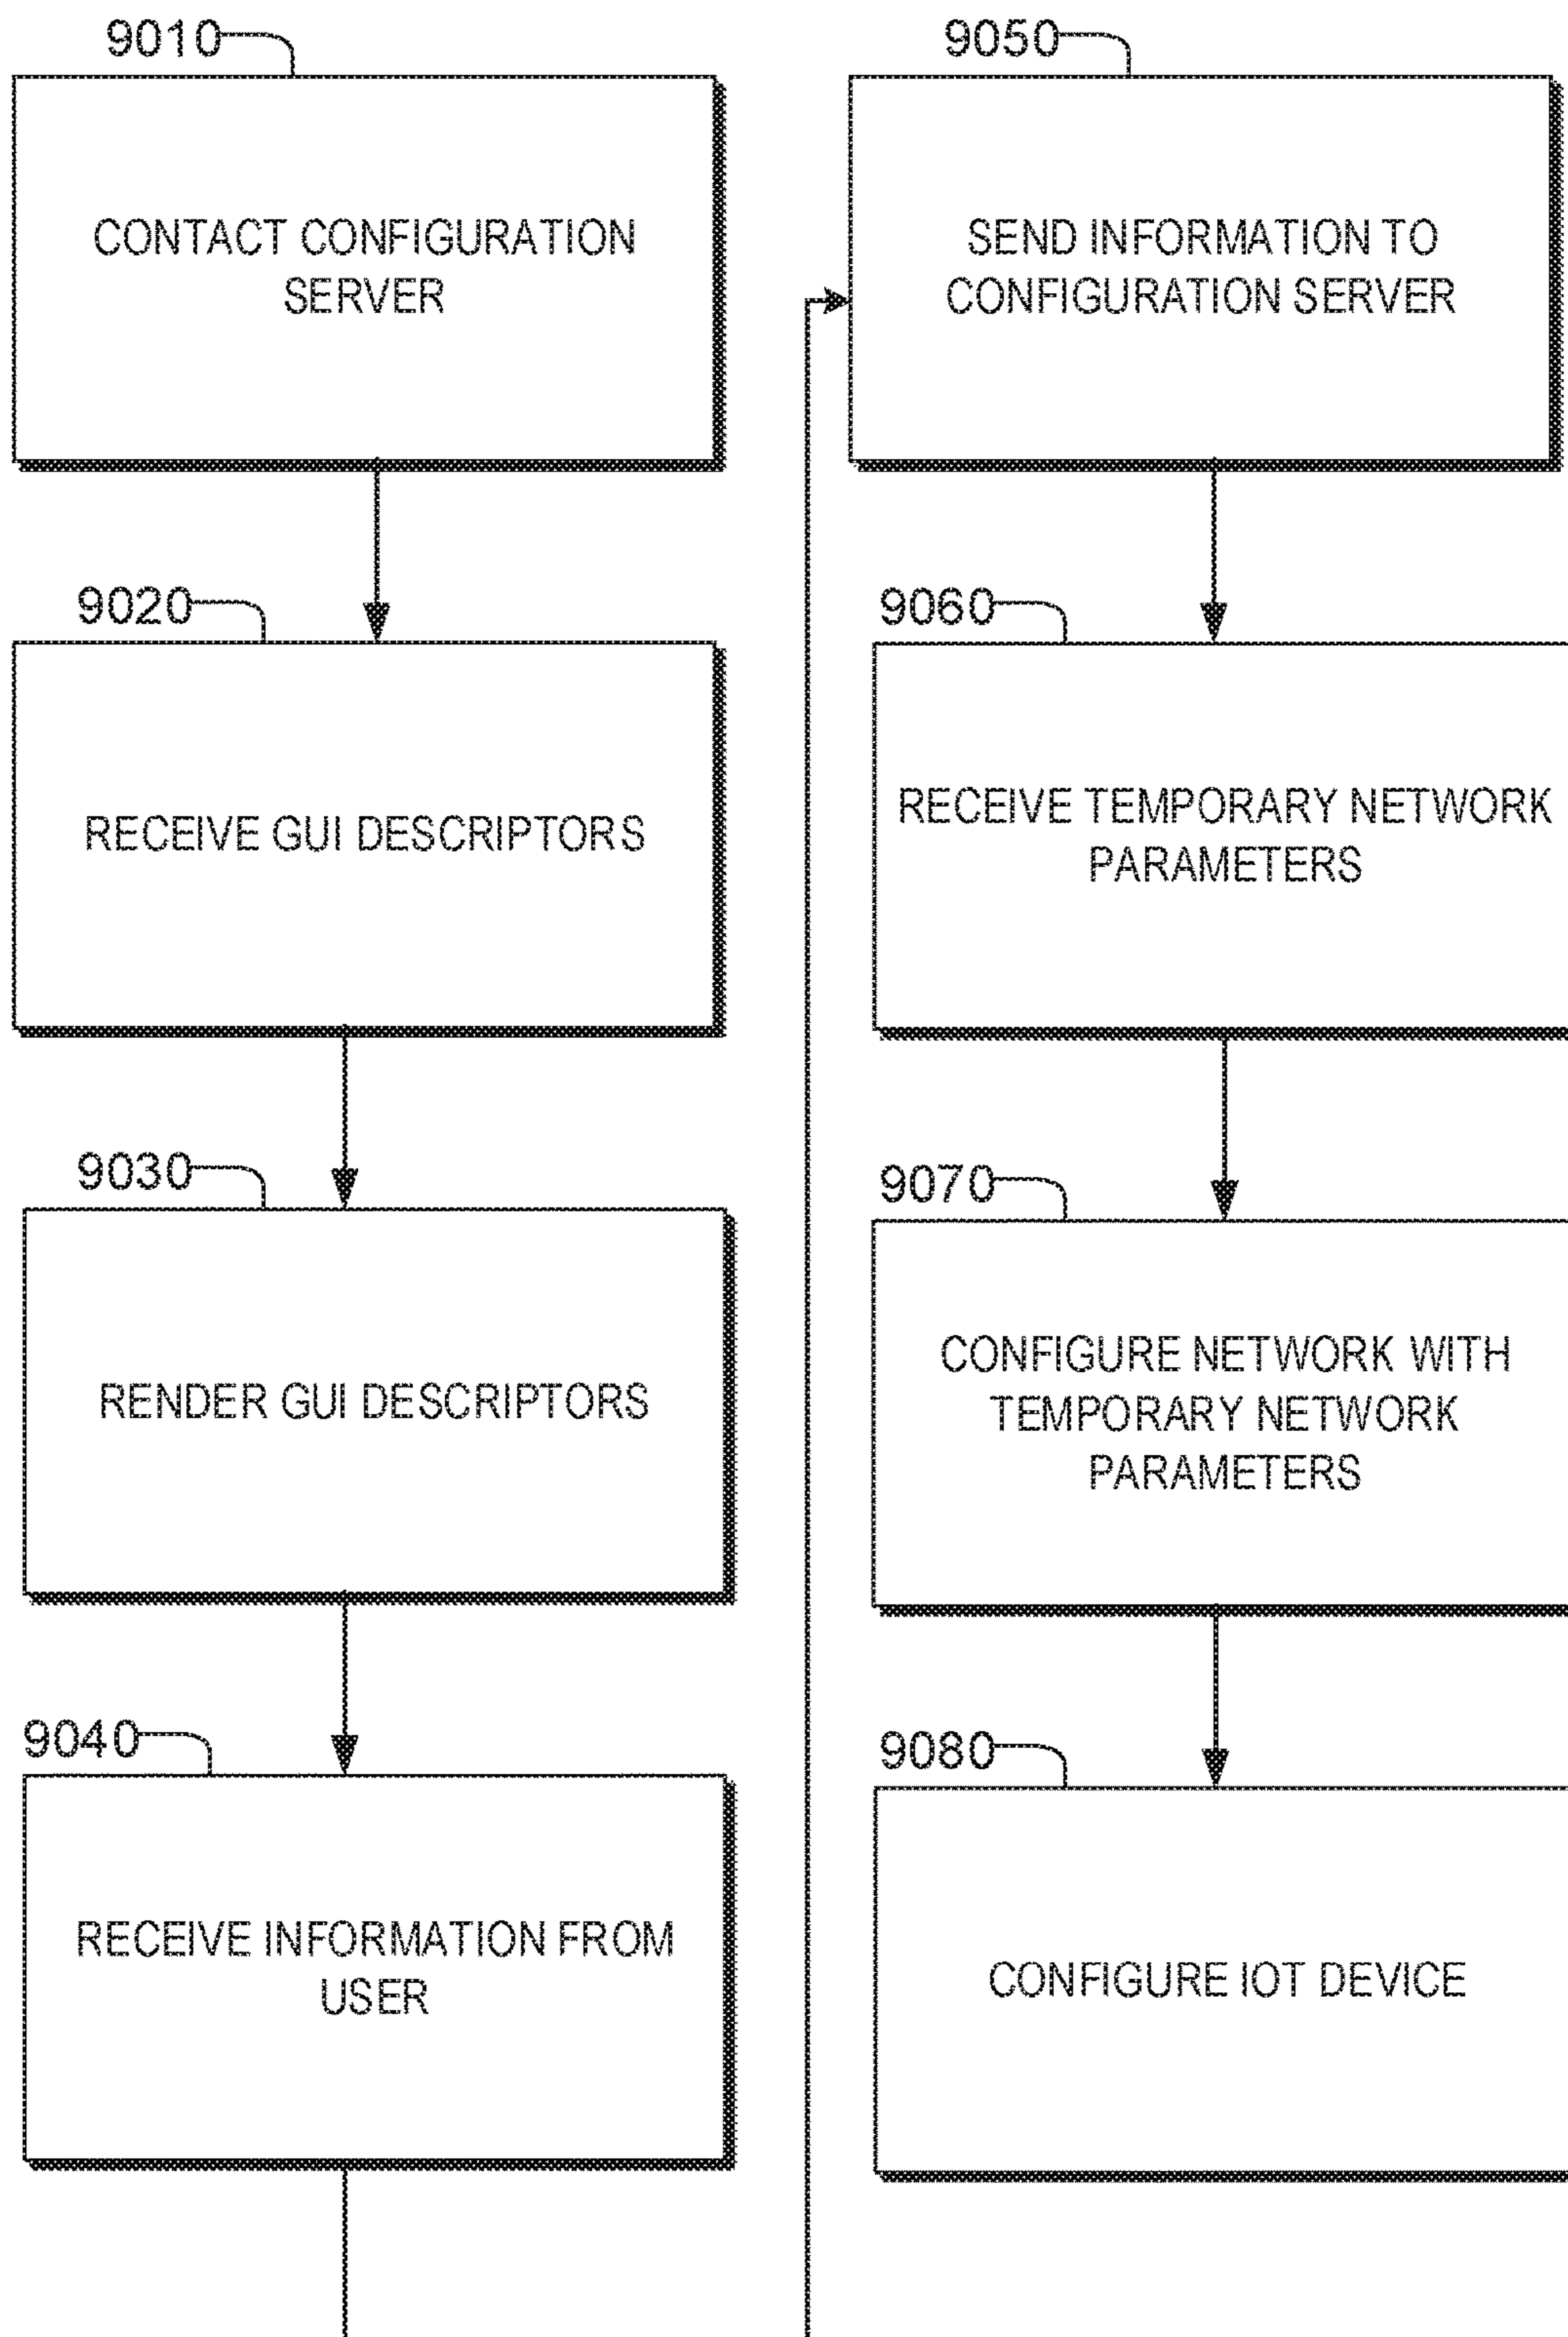 9010
CONTACT CONFIGURATION
SERVER
9020
RECEIVE GUI DESCRIPTORS
9030
RENDER GUI DESCRIPTORS
9040
RECEIVE INFORMATION FROM
USER
9050
SEND INFORMATION TO
CONFIGURATION SERVER
9060
RECEIVE TEMPORARY NETWORK
PARAMETERS
9070
CONFIGURE NETWORK WITH
TEMPORARY NETWORK
PARAMETERS
9080
CONFIGURE IOT DEVICE